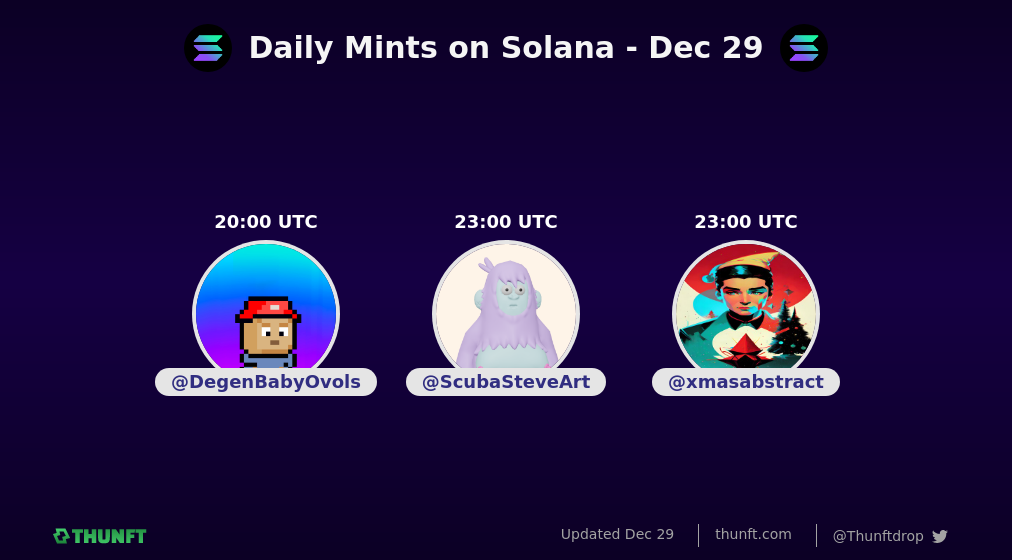 Daily Mints on Solana - Dec 29
20:00 UTC
23:00 UTC
23:00 UTC
@DegenBabyOvols
@ScubaSteveArt
@xmasabstract
THUNFT
Updated Dec 29
thunft.com
@Thunftdrop